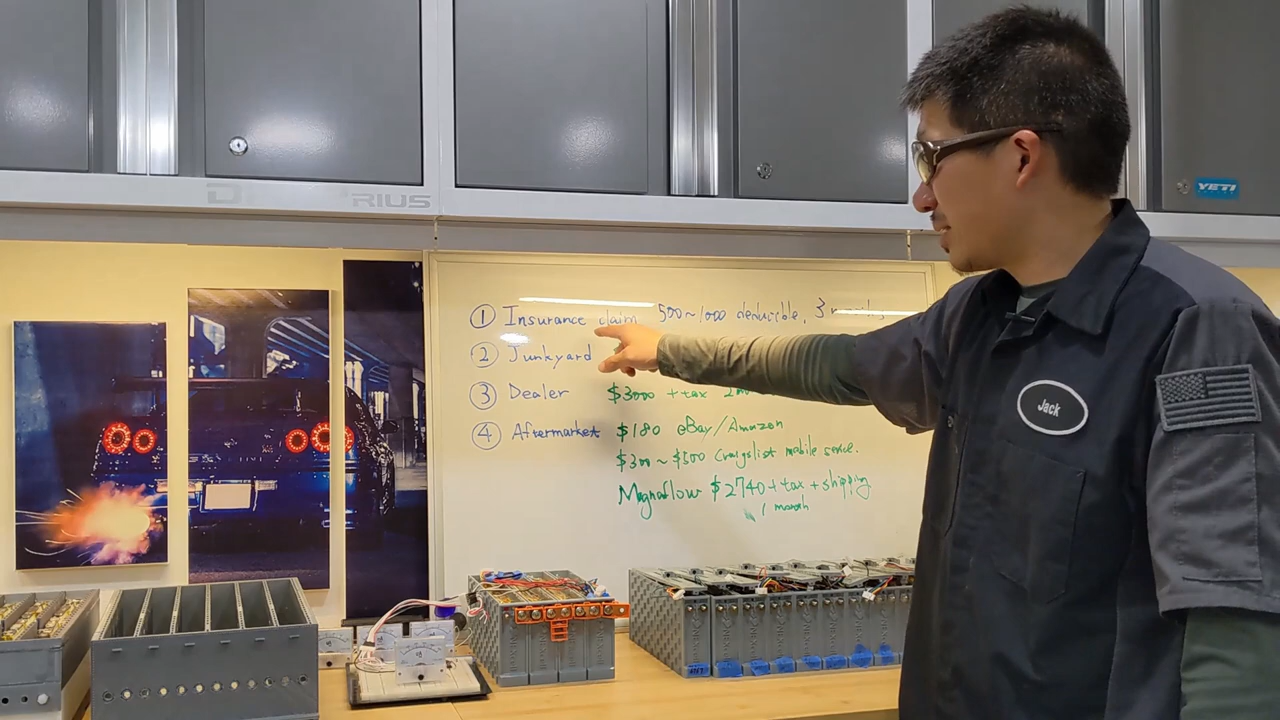 RIUS
YETI
① Insurance claim 500~1000 deducible, 3
② Junkyard
③ Dealer $3000 + tax
④ Aftermarket $180 eBay/Amazon
$300~$500 Craigslist mobile service.
Magnaflow $2740 + tax + shipping
1 month
Jack